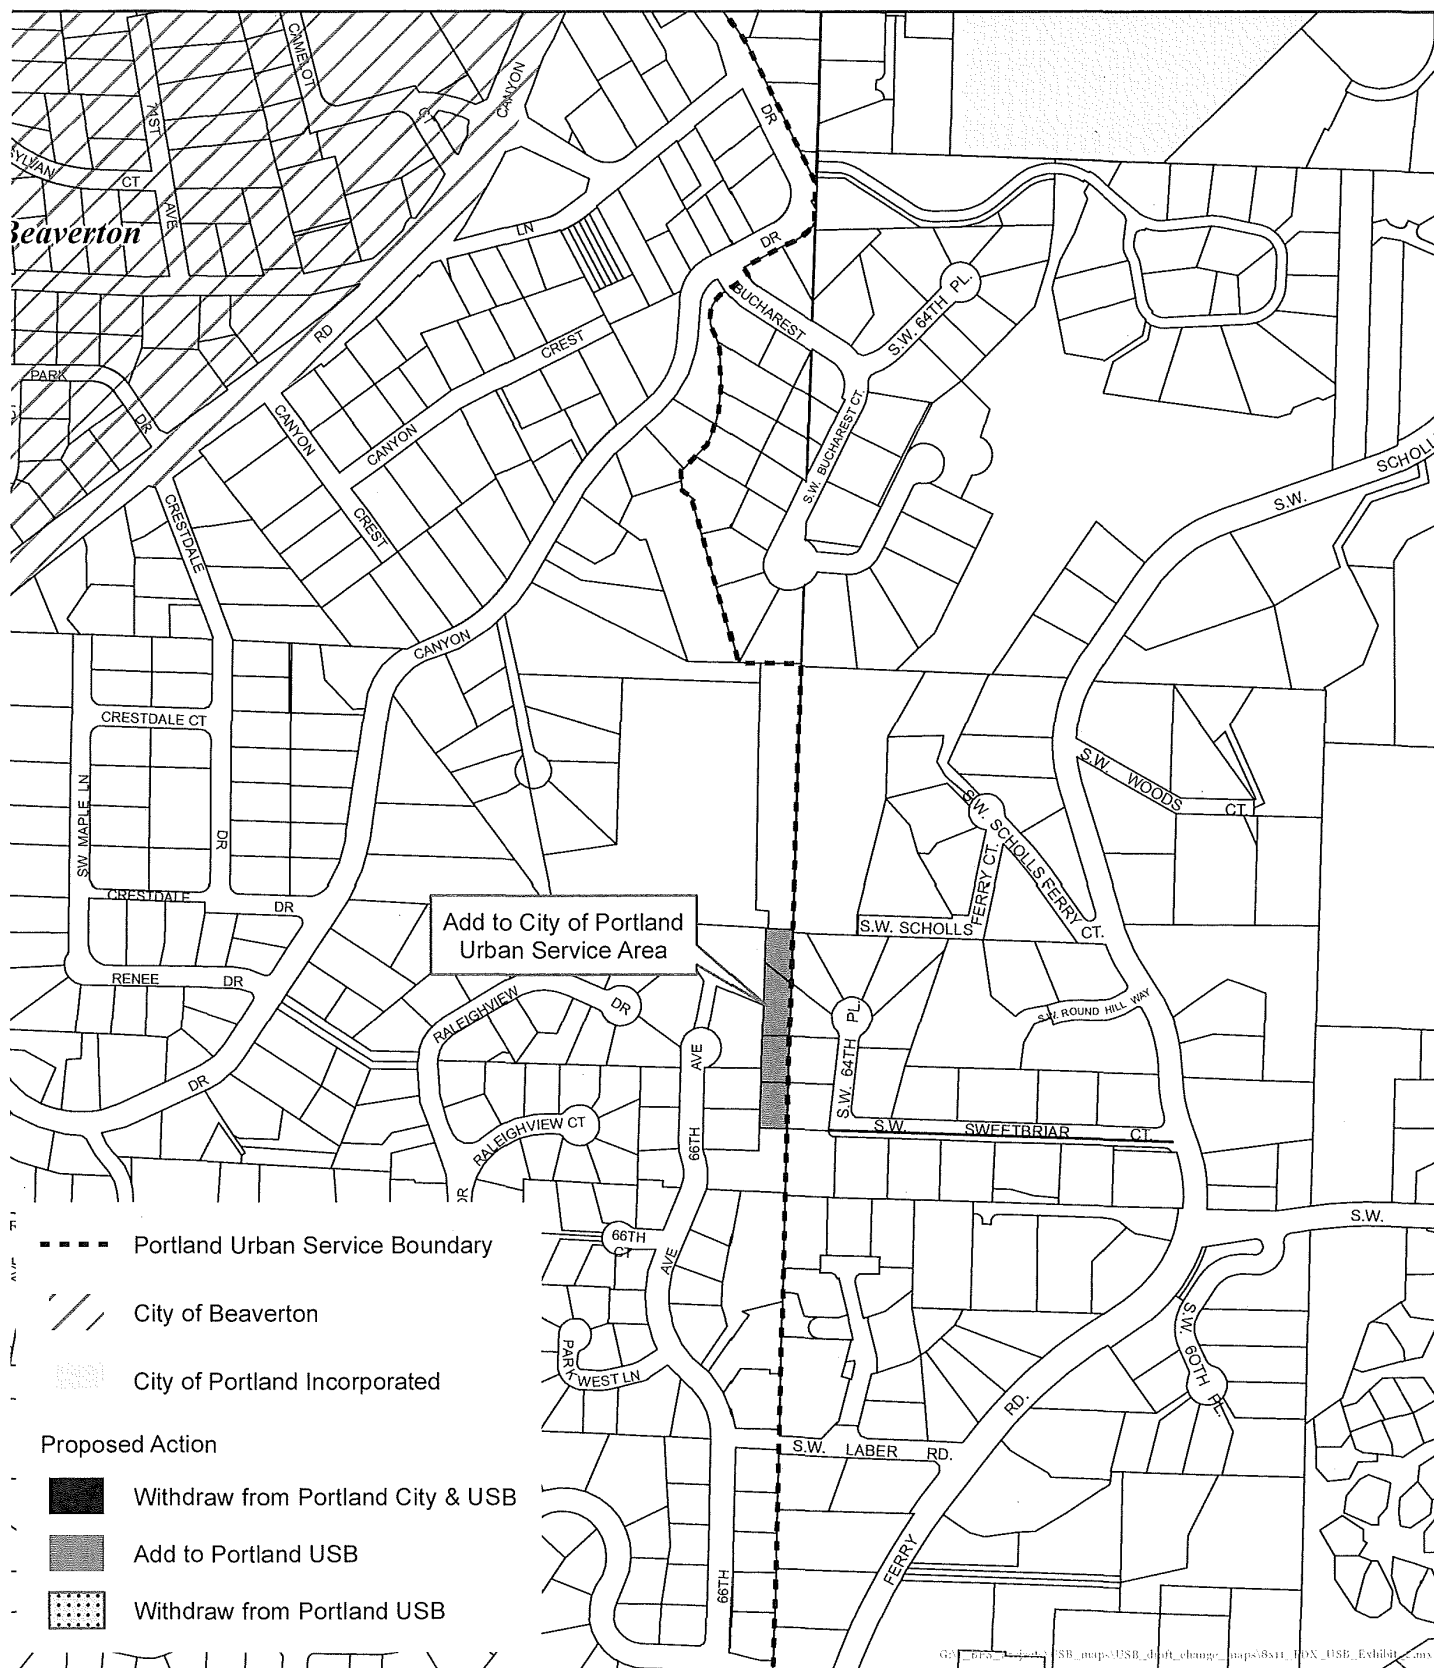 CAMELOT
CANYON
71ST
CT
DR
SYLVAN
CT
AVE
Beaverton
LN
DR
S.W. 64TH PL.
BUCHAREST
RD
CREST
PARK
DR
CANYON
CANYON
S.W. BUCHAREST CT.
CREST
S.W.
CRESTDALE
CANYON
CRESTDALE CT
S.W. WOODS CT.
SW MAPLE LN
DR
S.W. SCHOLLS FERRY CT.
FERRY CT.
S.W. SCHOLLS
CRESTDALE
DR
Add to City of Portland
Urban Service Area
RENEE DR
RALEIGHVIEW DR
S.W. ROUND HILL WAY
AVE
S.W. 64TH PL.
DR
S.W. SWEETBRIAR CT.
RALEIGHVIEW CT
66TH
DR
S.W.
66TH
CT
AVE
S.W. 60TH PL.
PARK
WEST LN
RD.
S.W. LABER RD.
FERRY
66TH
Portland Urban Service Boundary
City of Beaverton
City of Portland Incorporated
Proposed Action
Withdraw from Portland City & USB
Add to Portland USB
Withdraw from Portland USB